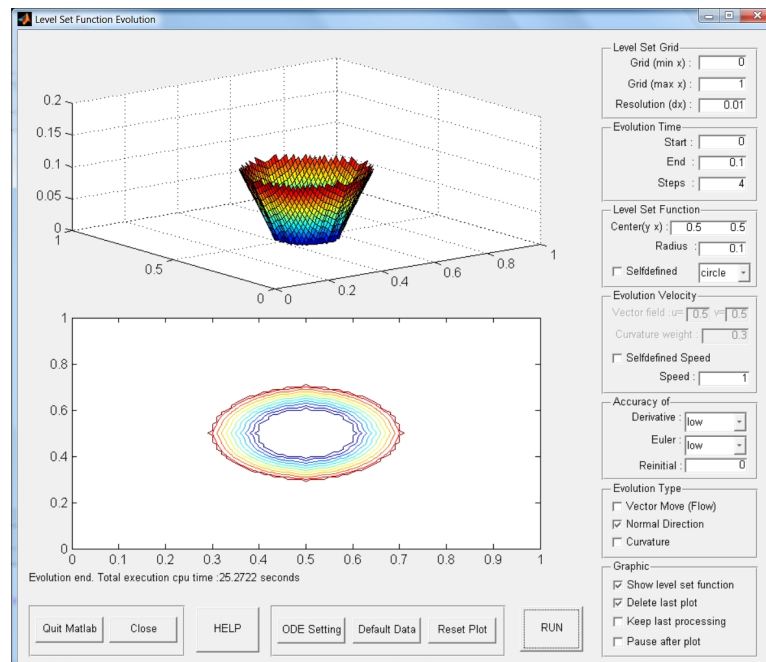 Level Set Function Evolution
0.2
0.15
0.1
0.05
0
1
0.5
0
0
0.2
0.4
0.6
0.8
1
1
0.8
0.6
0.4
0.2
0
0
0.1
0.2
0.3
0.4
0.5
0.6
0.7
0.8
0.9
1
Evolution end. Total execution cpu time :25.2722 seconds
Quit Matlab
Close
HELP
ODE Setting
Default Data
Reset Plot
RUN
Level Set Grid
Grid (min x) : 0
Grid (max x) : 1
Resolution (dx) : 0.01
Evolution Time
Start : 0
End : 0.1
Steps : 4
Level Set Function
Center(y x) : 0.5 0.5
Radius : 0.1
Selfdefined circle
Evolution Velocity
Vector field :u= 0.5 v= 0.5
Curvature weight : 0.3
Selfdefined Speed
Speed : 1
Accuracy of
Derivative : low
Euler : low
Reinitial : 0
Evolution Type
Vector Move (Flow)
Normal Direction
Curvature
Graphic
Show level set function
Delete last plot
Keep last processing
Pause after plot